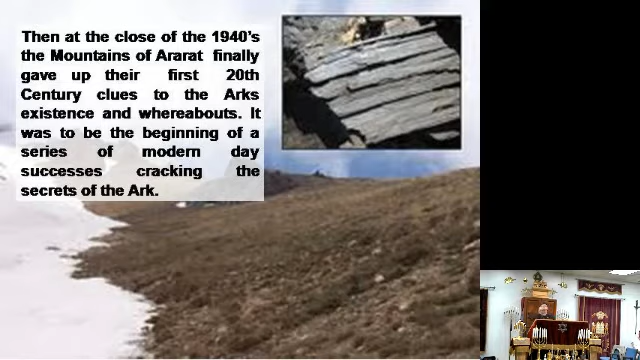 Then at the close of the 1940's
the Mountains of Ararat finally
gave up their first 20th
Century clues to the Arks
existence and whereabouts. It
was to be the beginning of a
series of modern day
successes cracking the
secrets of the Ark.